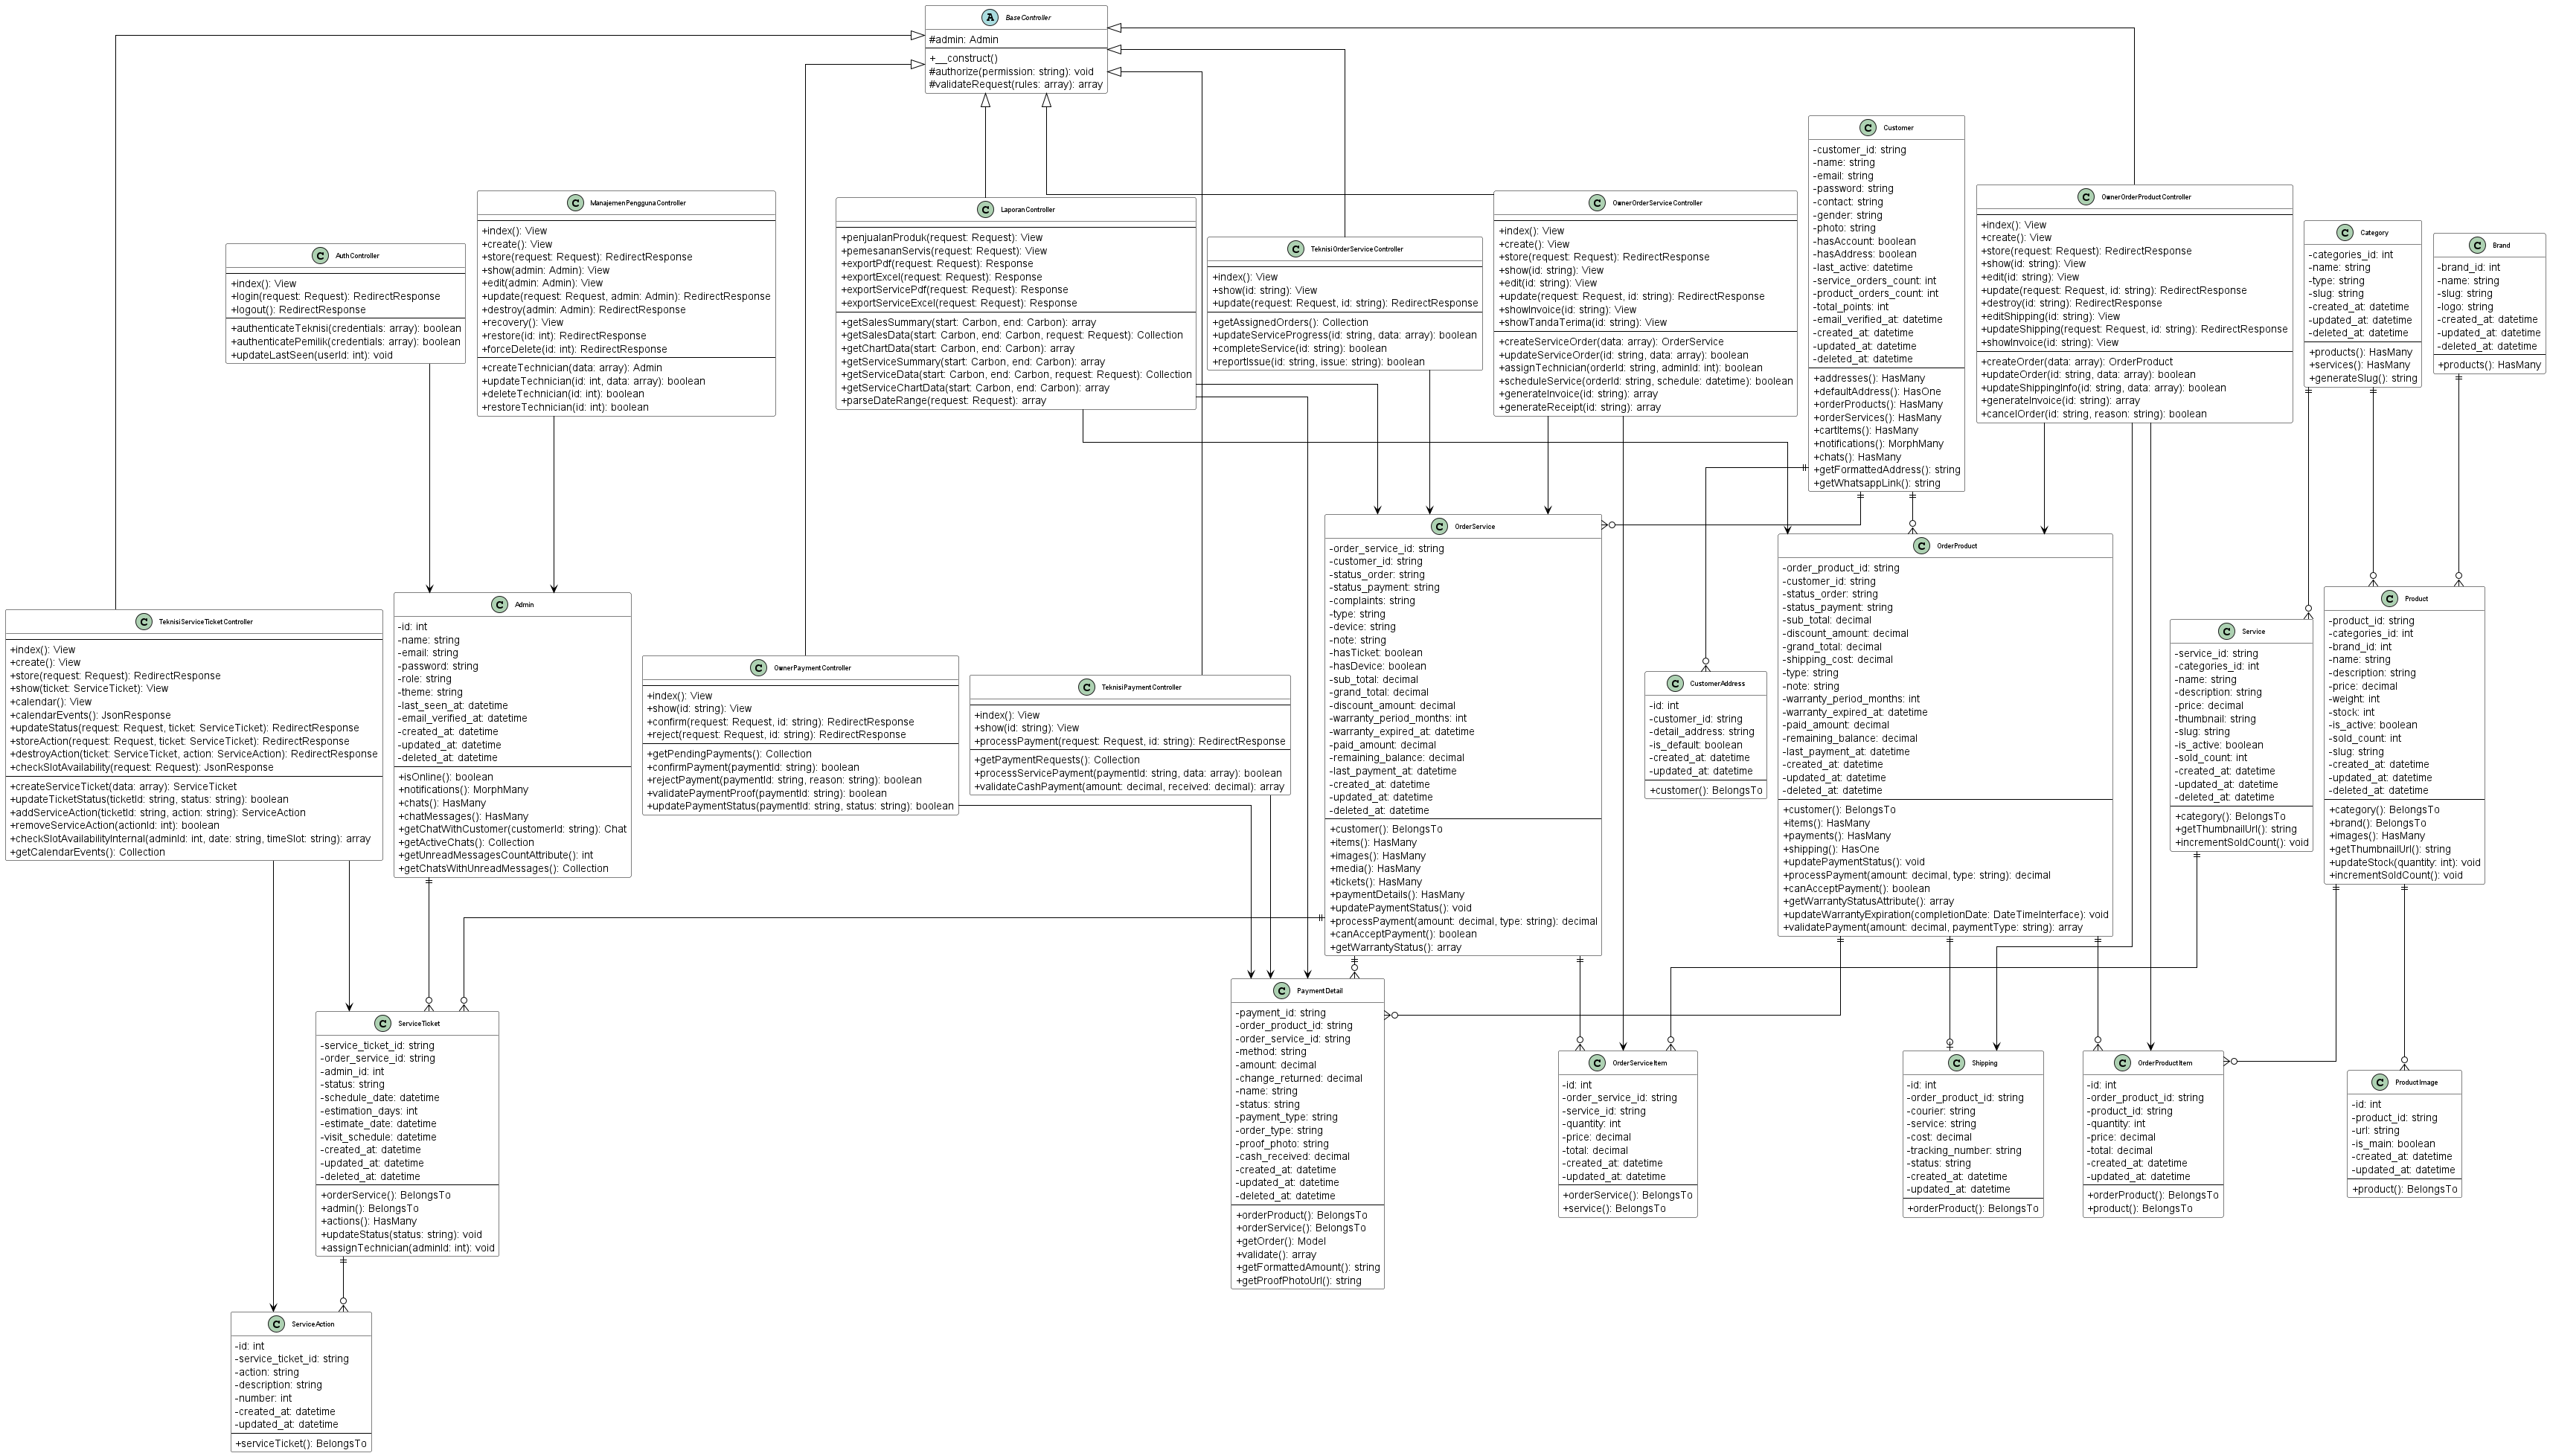 A BaseController
#admin: Admin
+__construct()
#authorize(permission: string): void
#validateRequest(rules: array): array
C Customer
-customer_id: string
-name: string
-email: string
-password: string
-contact: string
-gender: string
-photo: string
-hasAccount: boolean
-hasAddress: boolean
-last_active: datetime
-service_orders_count: int
-product_orders_count: int
-total_points: int
-email_verified_at: datetime
-created_at: datetime
-updated_at: datetime
-deleted_at: datetime
+addresses(): HasMany
+defaultAddress(): HasOne
+orderProducts(): HasMany
+orderServices(): HasMany
+cartItems(): HasMany
+notifications(): MorphMany
+chats(): HasMany
+getFormattedAddress(): string
+getWhatsappLink(): string
C AuthController
+index(): View
+login(request: Request): RedirectResponse
+logout(): RedirectResponse
+authenticateTeknisi(credentials: array): boolean
+authenticatePemilik(credentials: array): boolean
+updateLastSeen(userId: int): void
C ManajemenPenggunaController
+index(): View
+create(): View
+store(request: Request): RedirectResponse
+show(admin: Admin): View
+edit(admin: Admin): View
+update(request: Request, admin: Admin): RedirectResponse
+destroy(admin: Admin): RedirectResponse
+recovery(): View
+restore(id: int): RedirectResponse
+forceDelete(id: int): RedirectResponse
+createTechnician(data: array): Admin
+updateTechnician(id: int, data: array): boolean
+deleteTechnician(id: int): boolean
+restoreTechnician(id: int): boolean
C LaporanController
+penjualanProduk(request: Request): View
+pemesananServis(request: Request): View
+exportPdf(request: Request): Response
+exportExcel(request: Request): Response
+exportServicePdf(request: Request): Response
+exportServiceExcel(request: Request): Response
+getSalesSummary(start: Carbon, end: Carbon): array
+getSalesData(start: Carbon, end: Carbon, request: Request): Collection
+getChartData(start: Carbon, end: Carbon): array
+getServiceSummary(start: Carbon, end: Carbon): array
+getServiceData(start: Carbon, end: Carbon, request: Request): Collection
+getServiceChartData(start: Carbon, end: Carbon): array
+parseDateRange(request: Request): array
C TeknisiOrderServiceController
+index(): View
+show(id: string): View
+update(request: Request, id: string): RedirectResponse
+getAssignedOrders(): Collection
+updateServiceProgress(id: string, data: array): boolean
+completeService(id: string): boolean
+reportIssue(id: string, issue: string): boolean
C OwnerOrderServiceController
+index(): View
+create(): View
+store(request: Request): RedirectResponse
+show(id: string): View
+edit(id: string): View
+update(request: Request, id: string): RedirectResponse
+showInvoice(id: string): View
+showTandaTerima(id: string): View
+createServiceOrder(data: array): OrderService
+updateServiceOrder(id: string, data: array): boolean
+assignTechnician(orderId: string, adminId: int): boolean
+scheduleService(orderId: string, schedule: datetime): boolean
+generateInvoice(id: string): array
+generateReceipt(id: string): array
C OwnerOrderProductController
+index(): View
+create(): View
+store(request: Request): RedirectResponse
+show(id: string): View
+edit(id: string): View
+update(request: Request, id: string): RedirectResponse
+destroy(id: string): RedirectResponse
+editShipping(id: string): View
+updateShipping(request: Request, id: string): RedirectResponse
+showInvoice(id: string): View
+createOrder(data: array): OrderProduct
+updateOrder(id: string, data: array): boolean
+updateShippingInfo(id: string, data: array): boolean
+generateInvoice(id: string): array
+cancelOrder(id: string, reason: string): boolean
C Category
-categories_id: int
-name: string
-type: string
-slug: string
-created_at: datetime
-updated_at: datetime
-deleted_at: datetime
+products(): HasMany
+services(): HasMany
+generateSlug(): string
C Brand
-brand_id: int
-name: string
-slug: string
-logo: string
-created_at: datetime
-updated_at: datetime
-deleted_at: datetime
+products(): HasMany
C TeknisiServiceTicketController
+index(): View
+create(): View
+store(request: Request): RedirectResponse
+show(ticket: ServiceTicket): View
+calendar(): View
+calendarEvents(): JsonResponse
+updateStatus(request: Request, ticket: ServiceTicket): RedirectResponse
+storeAction(request: Request, ticket: ServiceTicket): RedirectResponse
+destroyAction(ticket: ServiceTicket, action: ServiceAction): RedirectResponse
+checkSlotAvailability(request: Request): JsonResponse
+createServiceTicket(data: array): ServiceTicket
+updateTicketStatus(ticketId: string, status: string): boolean
+addServiceAction(ticketId: string, action: string): ServiceAction
+removeServiceAction(actionId: int): boolean
+checkSlotAvailabilityInternal(adminId: int, date: string, timeSlot: string): array
+getCalendarEvents(): Collection
C Admin
-id: int
-name: string
-email: string
-password: string
-role: string
-theme: string
-last_seen_at: datetime
-email_verified_at: datetime
-created_at: datetime
-updated_at: datetime
-deleted_at: datetime
+isOnline(): boolean
+notifications(): MorphMany
+chats(): HasMany
+chatMessages(): HasMany
+getChatWithCustomer(customerId: string): Chat
+getActiveChats(): Collection
+getUnreadMessagesCountAttribute(): int
+getChatsWithUnreadMessages(): Collection
C OwnerPaymentController
+index(): View
+show(id: string): View
+confirm(request: Request, id: string): RedirectResponse
+reject(request: Request, id: string): RedirectResponse
+getPendingPayments(): Collection
+confirmPayment(paymentId: string): boolean
+rejectPayment(paymentId: string, reason: string): boolean
+validatePaymentProof(paymentId: string): boolean
+updatePaymentStatus(paymentId: string, status: string): boolean
C TeknisiPaymentController
+index(): View
+show(id: string): View
+processPayment(request: Request, id: string): RedirectResponse
+getPaymentRequests(): Collection
+processServicePayment(paymentId: string, data: array): boolean
+validateCashPayment(amount: decimal, received: decimal): array
C OrderService
-order_service_id: string
-customer_id: string
-status_order: string
-status_payment: string
-complaints: string
-type: string
-device: string
-note: string
-hasTicket: boolean
-hasDevice: boolean
-sub_total: decimal
-grand_total: decimal
-discount_amount: decimal
-warranty_period_months: int
-warranty_expired_at: datetime
-paid_amount: decimal
-remaining_balance: decimal
-last_payment_at: datetime
-created_at: datetime
-updated_at: datetime
-deleted_at: datetime
+customer(): BelongsTo
+items(): HasMany
+images(): HasMany
+media(): HasMany
+tickets(): HasMany
+paymentDetails(): HasMany
+updatePaymentStatus(): void
+processPayment(amount: decimal, type: string): decimal
+canAcceptPayment(): boolean
+getWarrantyStatus(): array
C CustomerAddress
-id: int
-customer_id: string
-detail_address: string
-is_default: boolean
-created_at: datetime
-updated_at: datetime
+customer(): BelongsTo
C OrderProduct
-order_product_id: string
-customer_id: string
-status_order: string
-status_payment: string
-sub_total: decimal
-discount_amount: decimal
-grand_total: decimal
-shipping_cost: decimal
-type: string
-note: string
-warranty_period_months: int
-warranty_expired_at: datetime
-paid_amount: decimal
-remaining_balance: decimal
-last_payment_at: datetime
-created_at: datetime
-updated_at: datetime
-deleted_at: datetime
+customer(): BelongsTo
+items(): HasMany
+payments(): HasMany
+shipping(): HasOne
+updatePaymentStatus(): void
+processPayment(amount: decimal, type: string): decimal
+canAcceptPayment(): boolean
+getWarrantyStatusAttribute(): array
+updateWarrantyExpiration(completionDate: DateTimeInterface): void
+validatePayment(amount: decimal, paymentType: string): array
C Service
-service_id: string
-categories_id: int
-name: string
-description: string
-price: decimal
-thumbnail: string
-slug: string
-is_active: boolean
-sold_count: int
-created_at: datetime
-updated_at: datetime
-deleted_at: datetime
+category(): BelongsTo
+getThumbnailUrl(): string
+incrementSoldCount(): void
C Product
-product_id: string
-categories_id: int
-brand_id: int
-name: string
-description: string
-price: decimal
-weight: int
-stock: int
-is_active: boolean
-sold_count: int
-slug: string
-created_at: datetime
-updated_at: datetime
-deleted_at: datetime
+category(): BelongsTo
+brand(): BelongsTo
+images(): HasMany
+getThumbnailUrl(): string
+updateStock(quantity: int): void
+incrementSoldCount(): void
C ServiceTicket
-service_ticket_id: string
-order_service_id: string
-admin_id: int
-status: string
-schedule_date: datetime
-estimation_days: int
-estimate_date: datetime
-visit_schedule: datetime
-created_at: datetime
-updated_at: datetime
-deleted_at: datetime
+orderService(): BelongsTo
+admin(): BelongsTo
+actions(): HasMany
+updateStatus(status: string): void
+assignTechnician(adminId: int): void
C PaymentDetail
-payment_id: string
-order_product_id: string
-order_service_id: string
-method: string
-amount: decimal
-change_returned: decimal
-name: string
-status: string
-payment_type: string
-order_type: string
-proof_photo: string
-cash_received: decimal
-created_at: datetime
-updated_at: datetime
-deleted_at: datetime
+orderProduct(): BelongsTo
+orderService(): BelongsTo
+getOrder(): Model
+validate(): array
+getFormattedAmount(): string
+getProofPhotoUrl(): string
C OrderServiceItem
-id: int
-order_service_id: string
-service_id: string
-quantity: int
-price: decimal
-total: decimal
-created_at: datetime
-updated_at: datetime
+orderService(): BelongsTo
+service(): BelongsTo
C Shipping
-id: int
-order_product_id: string
-courier: string
-service: string
-cost: decimal
-tracking_number: string
-status: string
-created_at: datetime
-updated_at: datetime
+orderProduct(): BelongsTo
C OrderProductItem
-id: int
-order_product_id: string
-product_id: string
-quantity: int
-price: decimal
-total: decimal
-created_at: datetime
-updated_at: datetime
+orderProduct(): BelongsTo
+product(): BelongsTo
C ProductImage
-id: int
-product_id: string
-url: string
-is_main: boolean
-created_at: datetime
-updated_at: datetime
+product(): BelongsTo
C ServiceAction
-id: int
-service_ticket_id: string
-action: string
-description: string
-number: int
-created_at: datetime
-updated_at: datetime
+serviceTicket(): BelongsTo